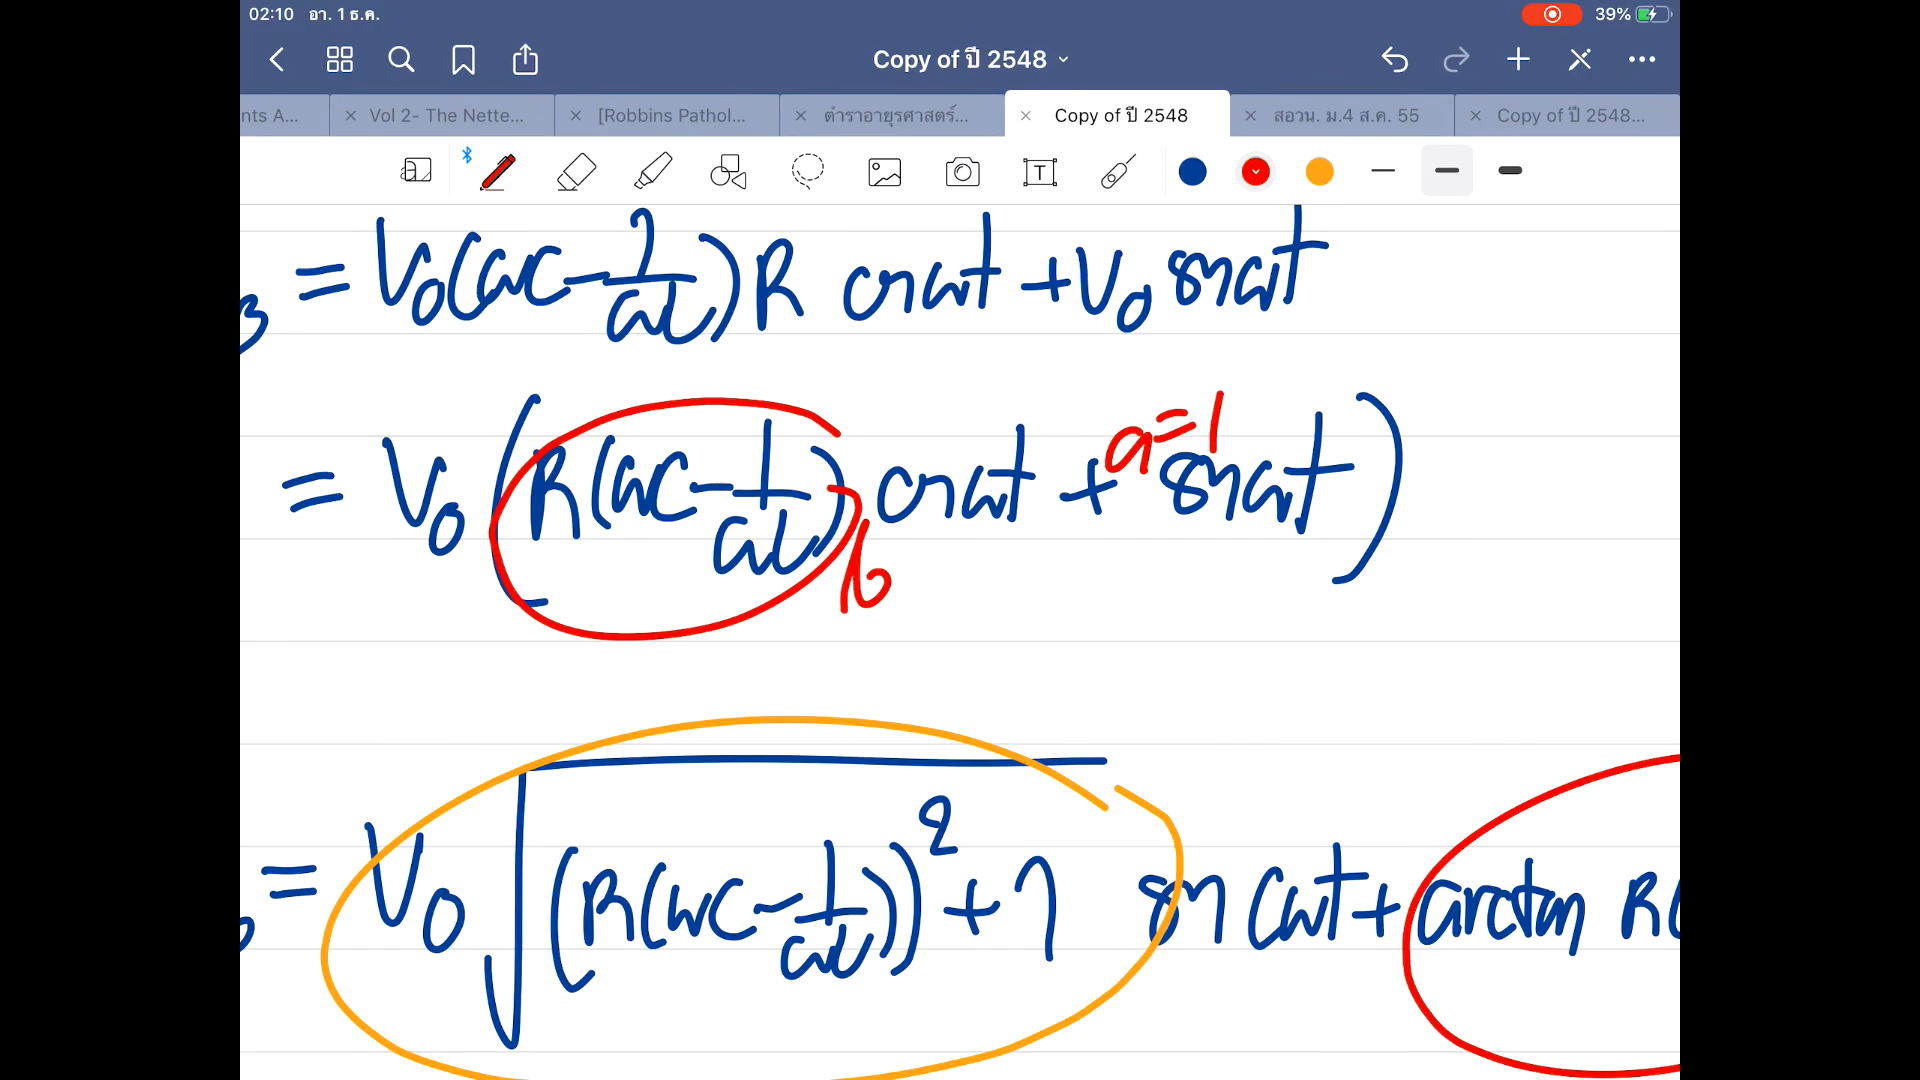 02:10 อา. 1 ธ.ค. 39%
Copy of ปี 2548
nts A... × Vol 2- The Nette... × [Robbins Pathol... × ตำราอายุรศาสตร์... × Copy of ปี 2548 × สอวน. ม.4 ส.ค. 55 × Copy of ปี 2548...
= V₀(ωC - 1/ωL)R cos ωt + V₀ sin ωt
a = 1
= V₀(R(ωC - 1/ωL) cos ωt + sin ωt)
b
= V₀√((R(ωC - 1/ωL))² + 1) sin(ωt + arctan R(